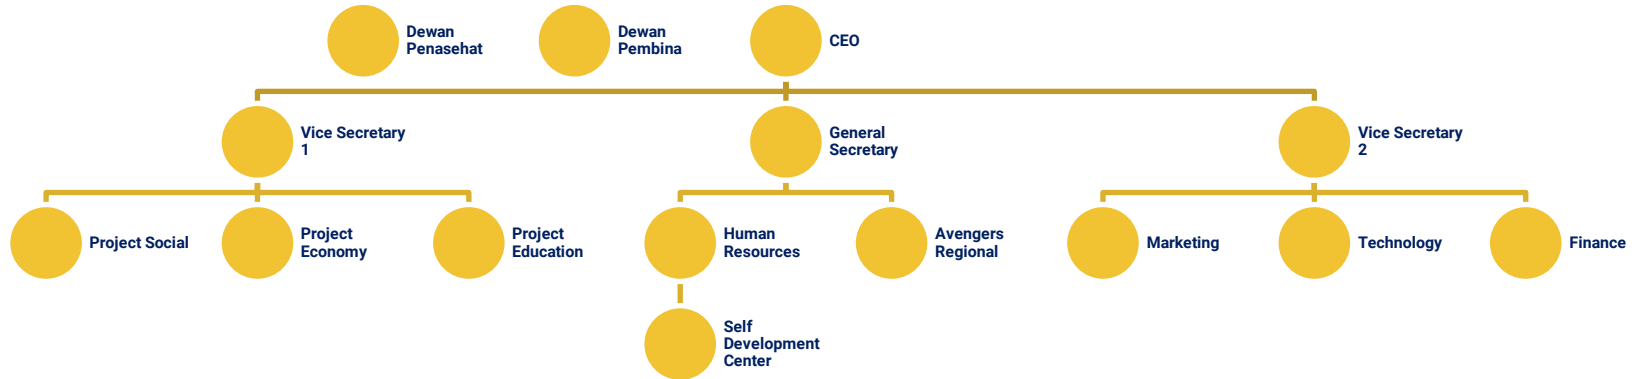 Dewan
Penasehat
Dewan
Pembina
CEO
Vice Secretary
1
General
Secretary
Vice Secretary
2
Project Social
Project
Economy
Project
Education
Human
Resources
Avengers
Regional
Marketing
Technology
Finance
Self
Development
Center